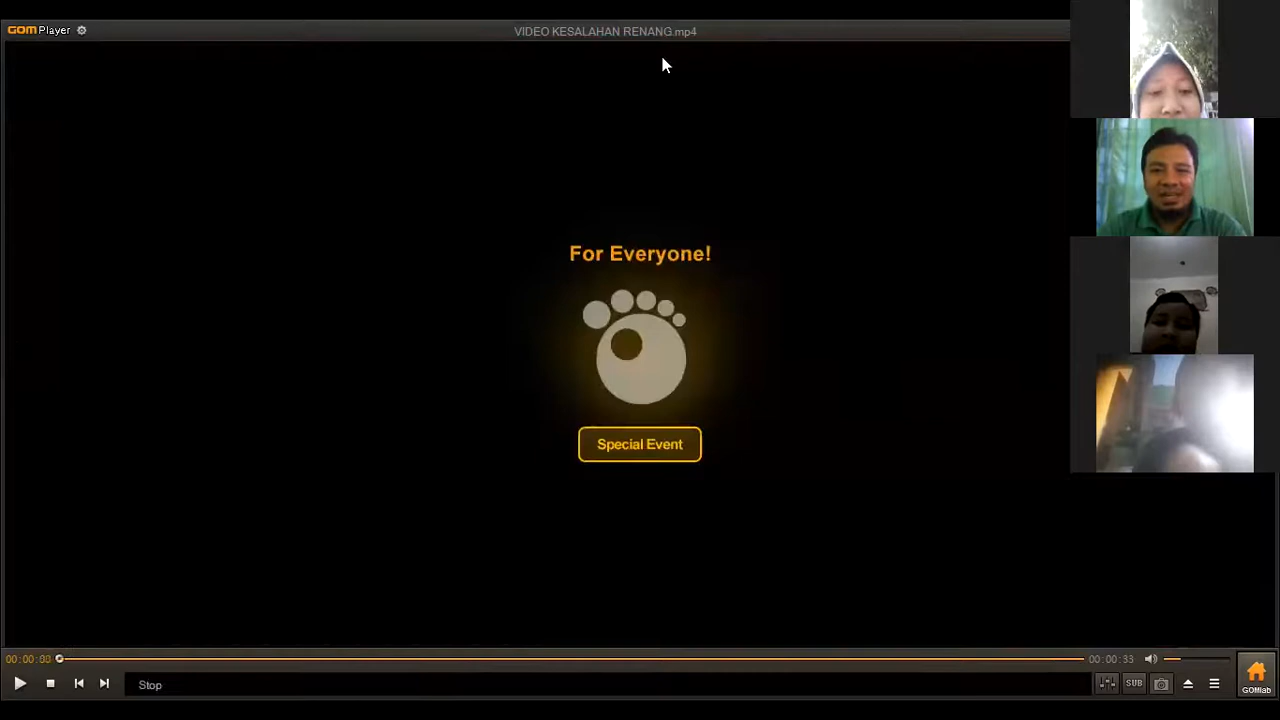 GOM Player
VIDEO KESALAHAN RENANG.mp4
For Everyone!
Special Event
00:00:00
00:00:33
Stop
SUB
GOMlab